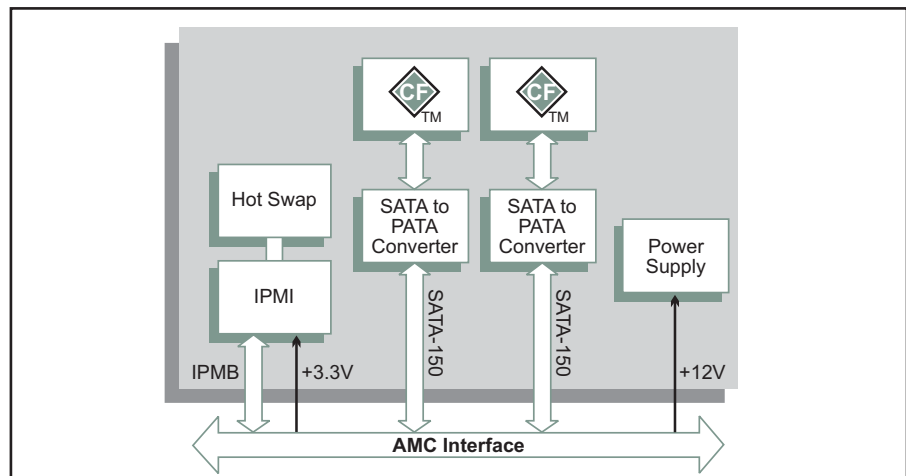 CF
TM
CF
TM
Hot Swap
SATA to
PATA
Converter
SATA to
PATA
Converter
Power
Supply
IPMI
SATA-150
SATA-150
IPMB
+3.3V
+12V
AMC Interface